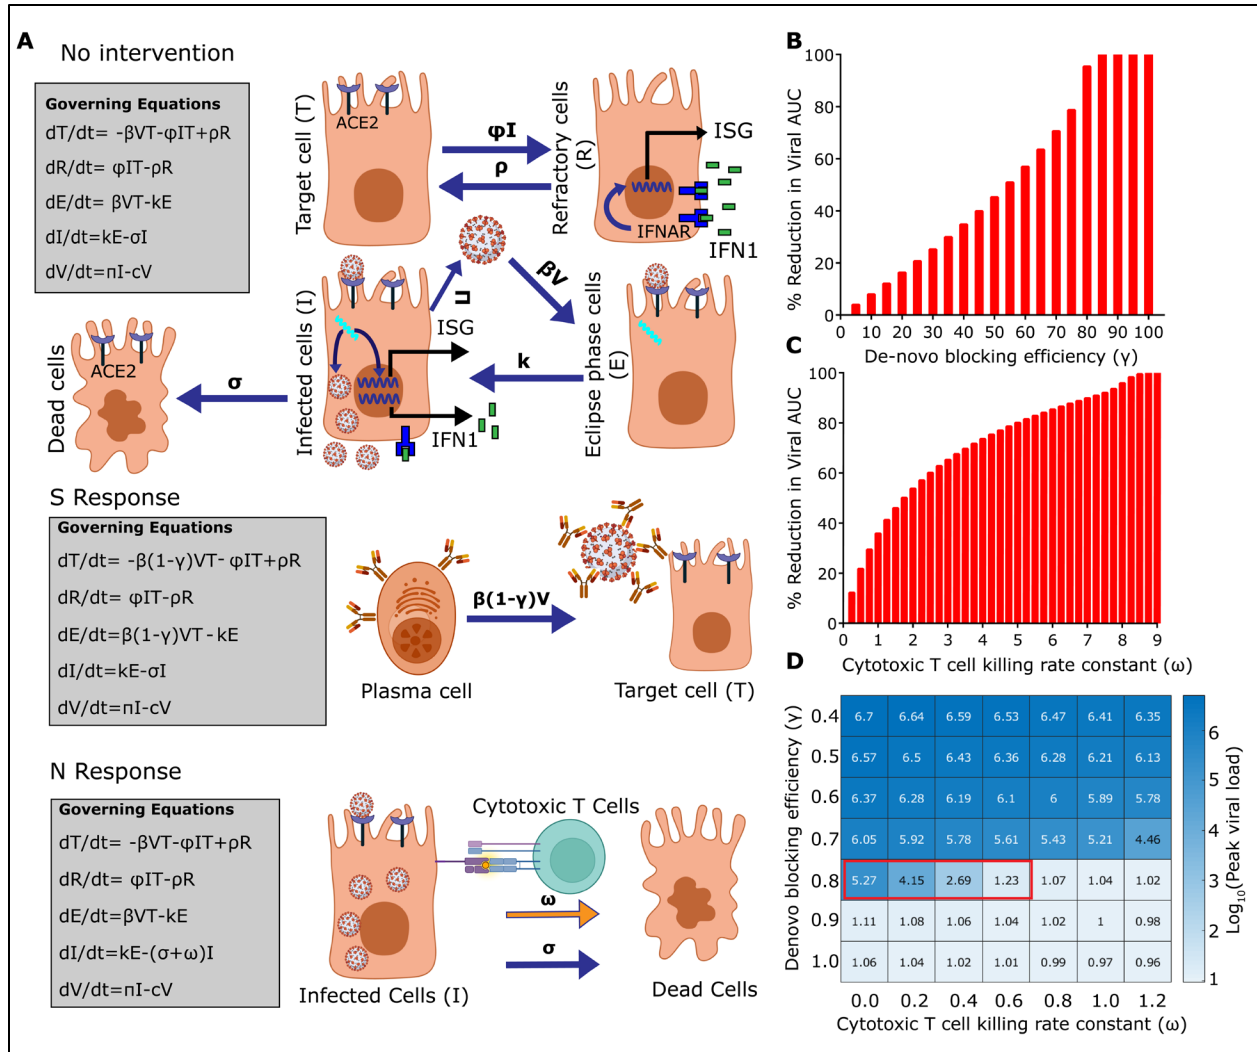 A
No intervention
Governing Equations
dT/dt= -βVT-φIT+ρR
dR/dt= φIT-ρR
dE/dt= βVT-kE
dI/dt=kE-σI
dV/dt=πI-cV
Target cell (T)
ACE2
φI
ρ
Refractory cells
(R)
ISG
IFNAR
IFN1
βV
⊐
Infected cells (I)
ISG
IFN1
k
Eclipse phase cells
(E)
σ
Dead cells
ACE2
S Response
Governing Equations
dT/dt= -β(1-γ)VT- φIT+ρR
dR/dt= φIT-ρR
dE/dt=β(1-γ)VT-kE
dI/dt=kE-σI
dV/dt=πI-cV
Plasma cell
β(1-γ)V
Target cell (T)
N Response
Governing Equations
dT/dt= -βVT-φIT+ρR
dR/dt= φIT-ρR
dE/dt=βVT-kE
dI/dt=kE-(σ+ω)I
dV/dt=πI-cV
Infected Cells (I)
Cytotoxic T Cells
ω
σ
Dead Cells
B
% Reduction in Viral AUC
100
80
60
40
20
0
0 10 20 30 40 50 60 70 80 90 100
De-novo blocking efficiency (γ)
C
% Reduction in Viral AUC
100
80
60
40
20
0
0 1 2 3 4 5 6 7 8 9
Cytotoxic T cell killing rate constant (ω)
D
Denovo blocking efficiency (γ)
0.4 6.7 6.64 6.59 6.53 6.47 6.41 6.35
0.5 6.57 6.5 6.43 6.36 6.28 6.21 6.13
0.6 6.37 6.28 6.19 6.1 6 5.89 5.78
0.7 6.05 5.92 5.78 5.61 5.43 5.21 4.46
0.8 5.27 4.15 2.69 1.23 1.07 1.04 1.02
0.9 1.11 1.08 1.06 1.04 1.02 1 0.98
1.0 1.06 1.04 1.02 1.01 0.99 0.97 0.96
0.0 0.2 0.4 0.6 0.8 1.0 1.2
Cytotoxic T cell killing rate constant (ω)
6
5
4
3
2
1
Log10(Peak viral load)